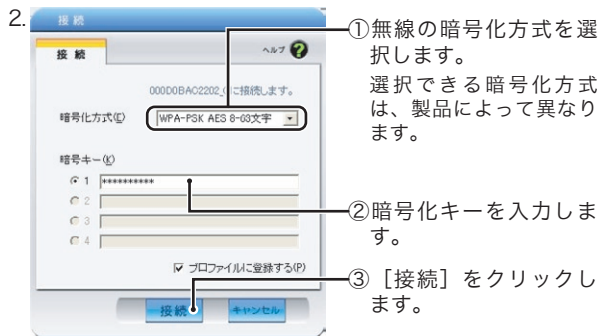 2.
接続
接続
ヘルプ
000D0BAC2202_Gに接続します。
暗号化方式(E)
WPA-PSK AES 8-63文字
暗号キー(K)
1 **********
2
3
4
プロファイルに登録する(P)
接続
キャンセル
①無線の暗号化方式を選
択します。
選択できる暗号化方式
は、製品によって異なり
ます。
②暗号化キーを入力しま
す。
③［接続］をクリックし
ます。